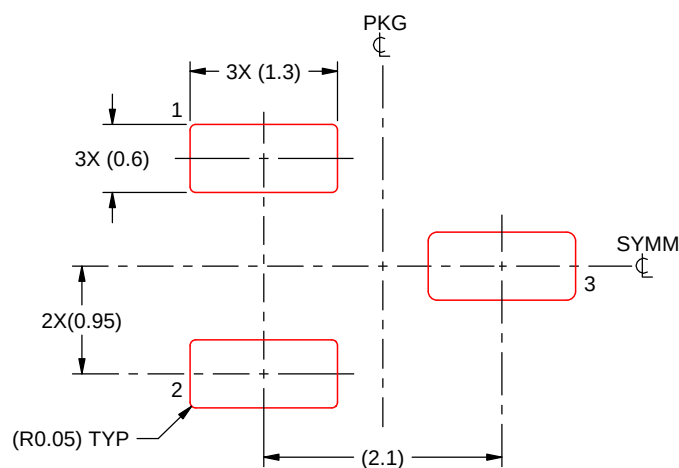 PKG
℄
3X (1.3)
1
3X (0.6)
SYMM
℄
3
2X(0.95)
2
(R0.05) TYP
(2.1)